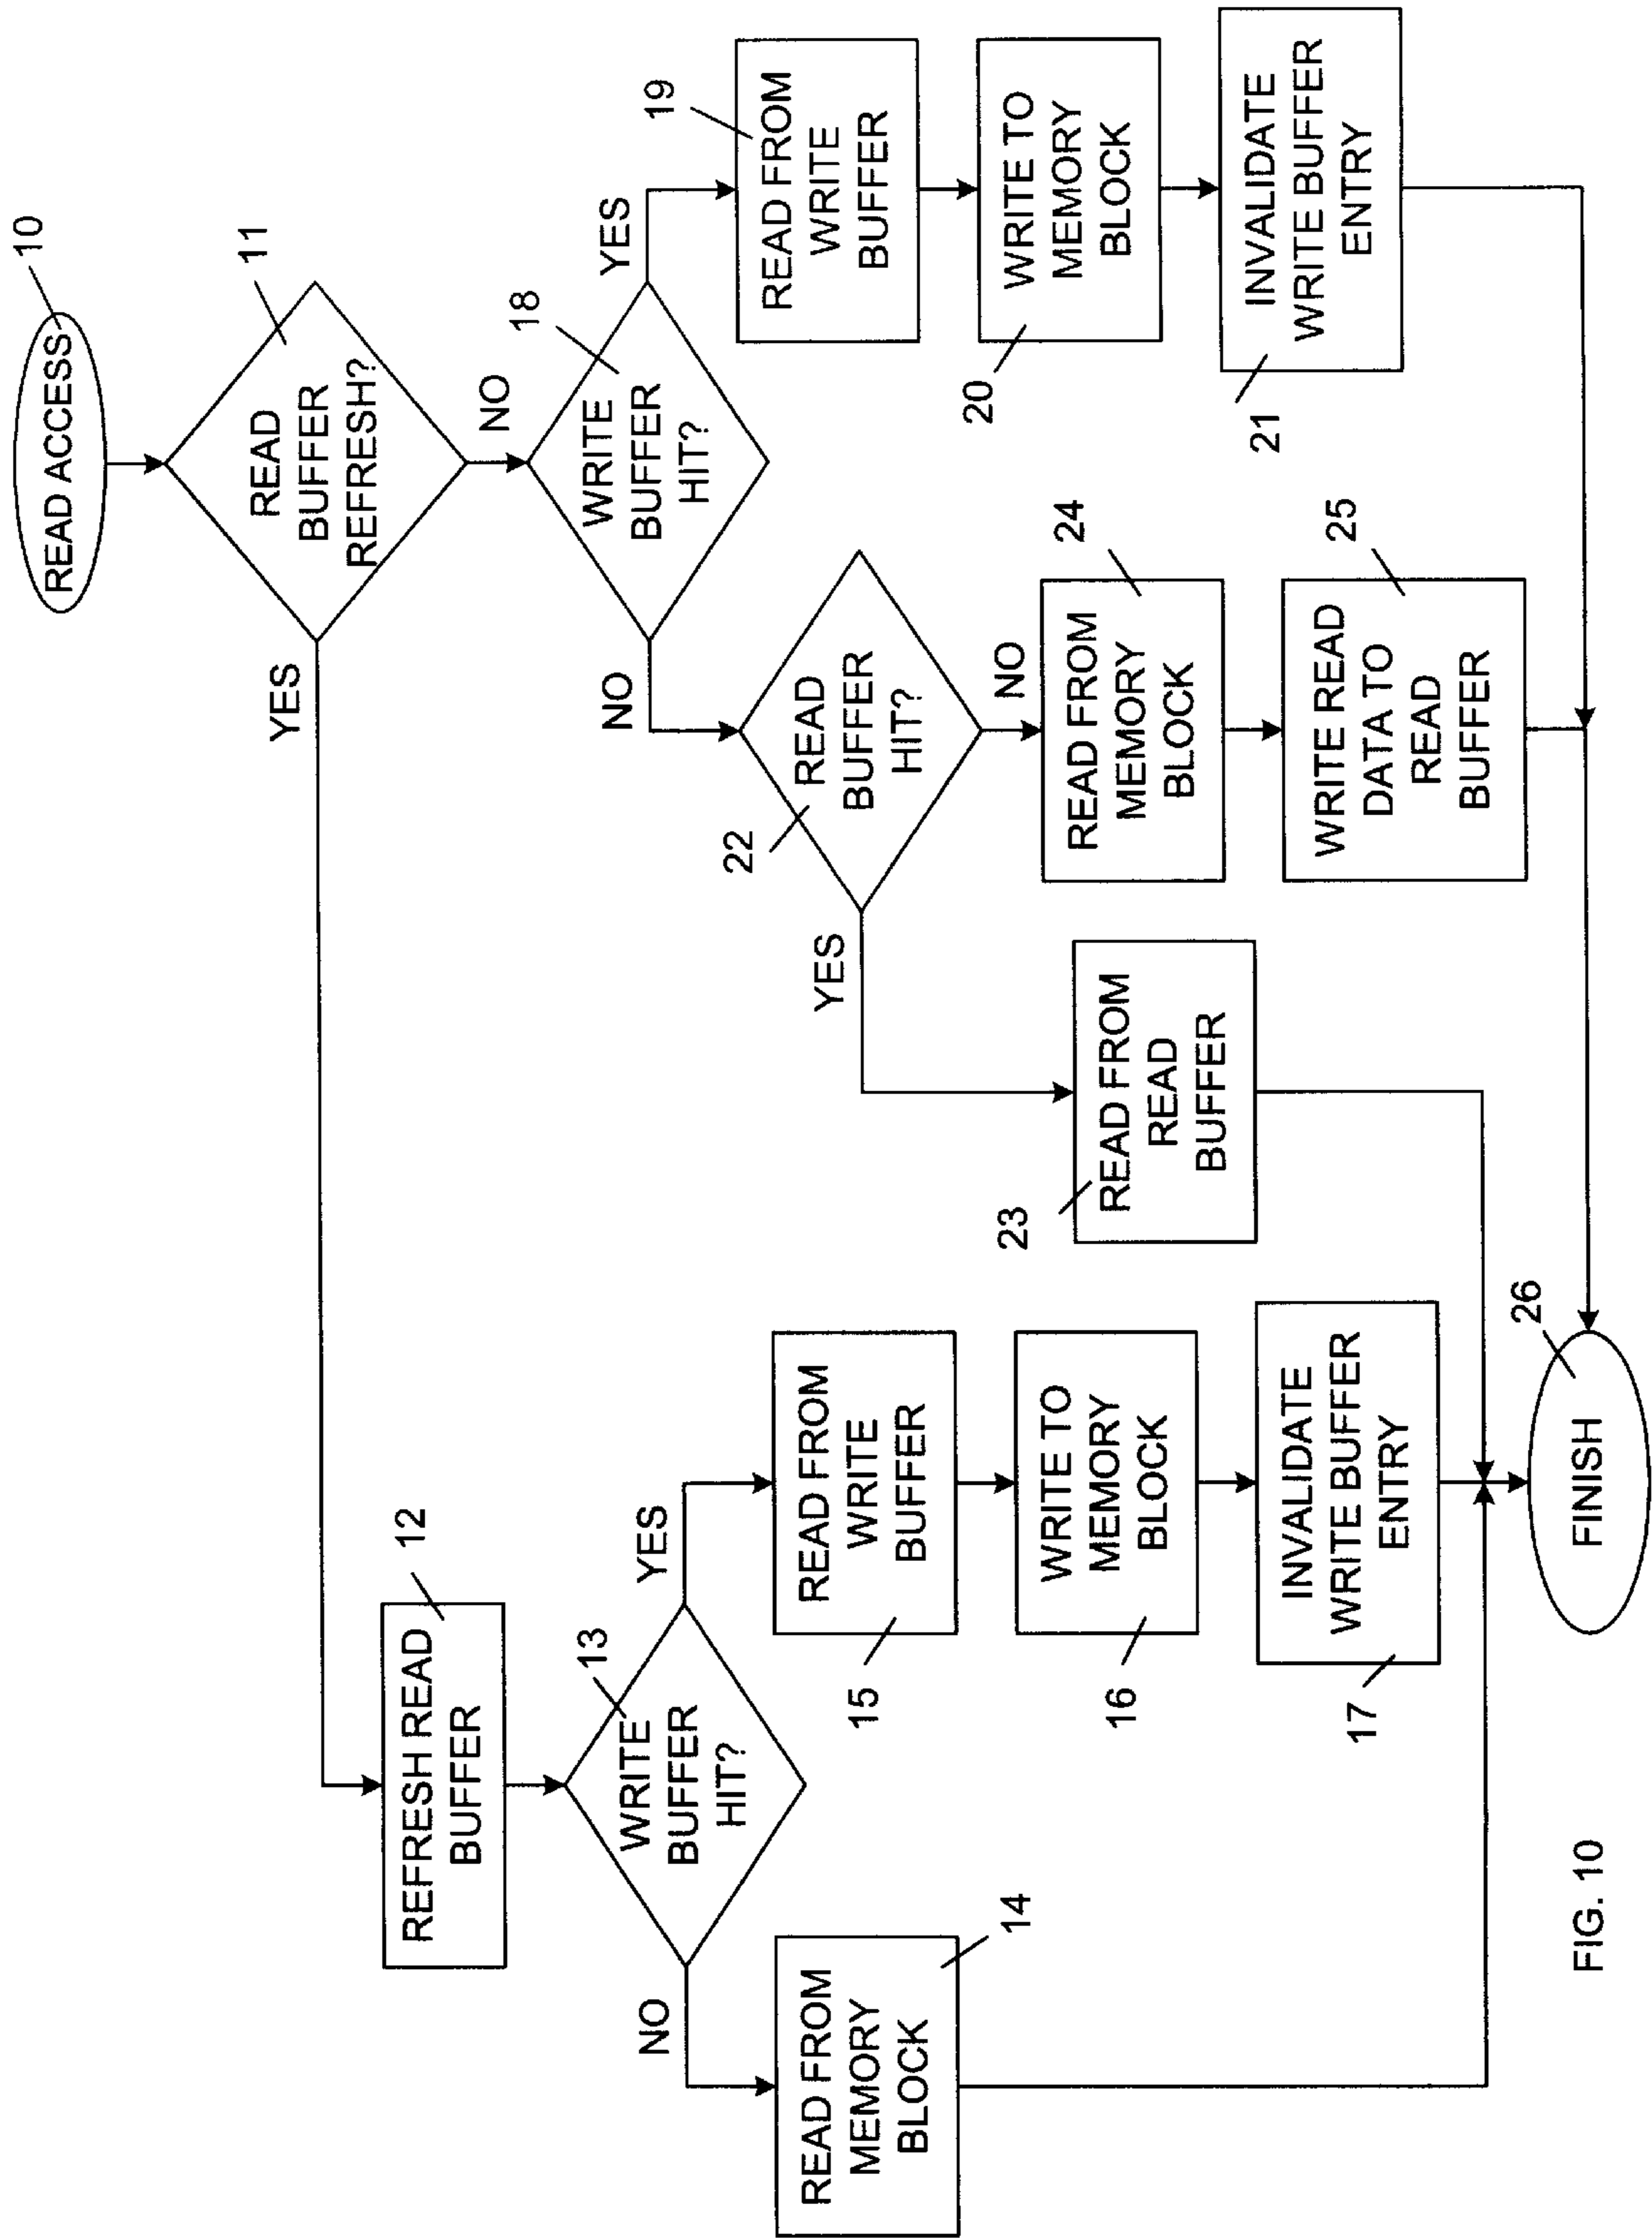 READ ACCESS
10
READ
BUFFER
REFRESH?
11
YES
NO
REFRESH READ
BUFFER
12
WRITE
BUFFER
HIT?
13
NO
YES
READ FROM
MEMORY
BLOCK
14
READ FROM
WRITE
BUFFER
15
WRITE TO
MEMORY
BLOCK
16
INVALIDATE
WRITE BUFFER
ENTRY
17
WRITE
BUFFER
HIT?
18
NO
YES
READ FROM
WRITE
BUFFER
19
WRITE TO
MEMORY
BLOCK
20
INVALIDATE
WRITE BUFFER
ENTRY
21
READ
BUFFER
HIT?
22
YES
NO
READ FROM
READ
BUFFER
23
READ FROM
MEMORY
BLOCK
24
WRITE READ
DATA TO
READ
BUFFER
25
FINISH
26
FIG. 10